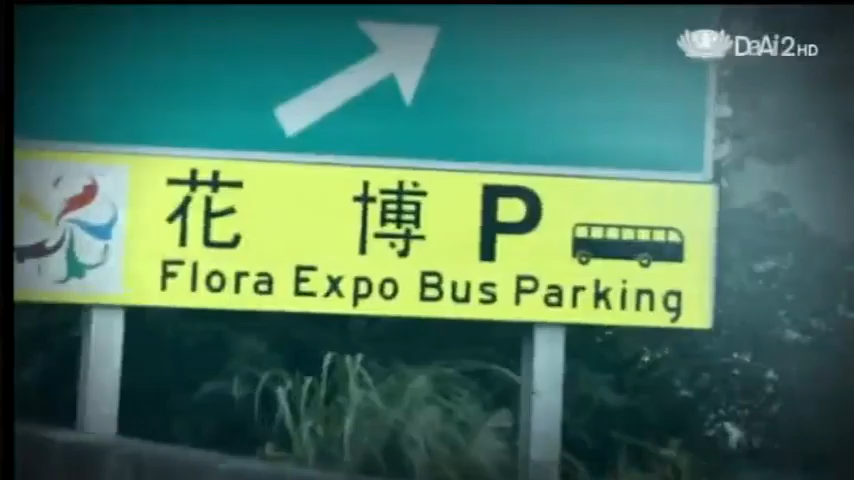 DaAi2HD
花 博 P
Flora Expo Bus Parking